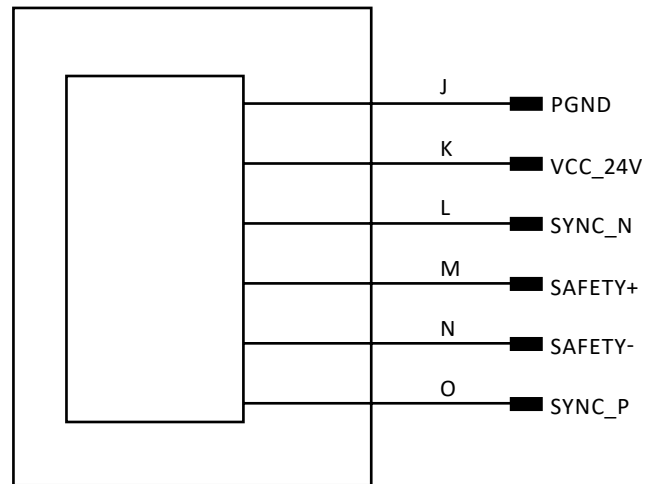 J PGND
K VCC_24V
L SYNC_N
M SAFETY+
N SAFETY-
O SYNC_P